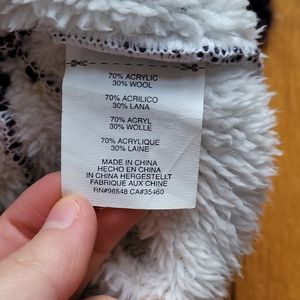 70% ACRYLIC
30% WOOL
70% ACRILICO
30% LANA
70% ACRYL
30% WOLLE
70% ACRYLIQUE
30% LAINE
MADE IN CHINA
HECHO EN CHINA
IN CHINA HERGESTELLT
FABRIQUE AUX CHINE
RN#96548 CA#35460